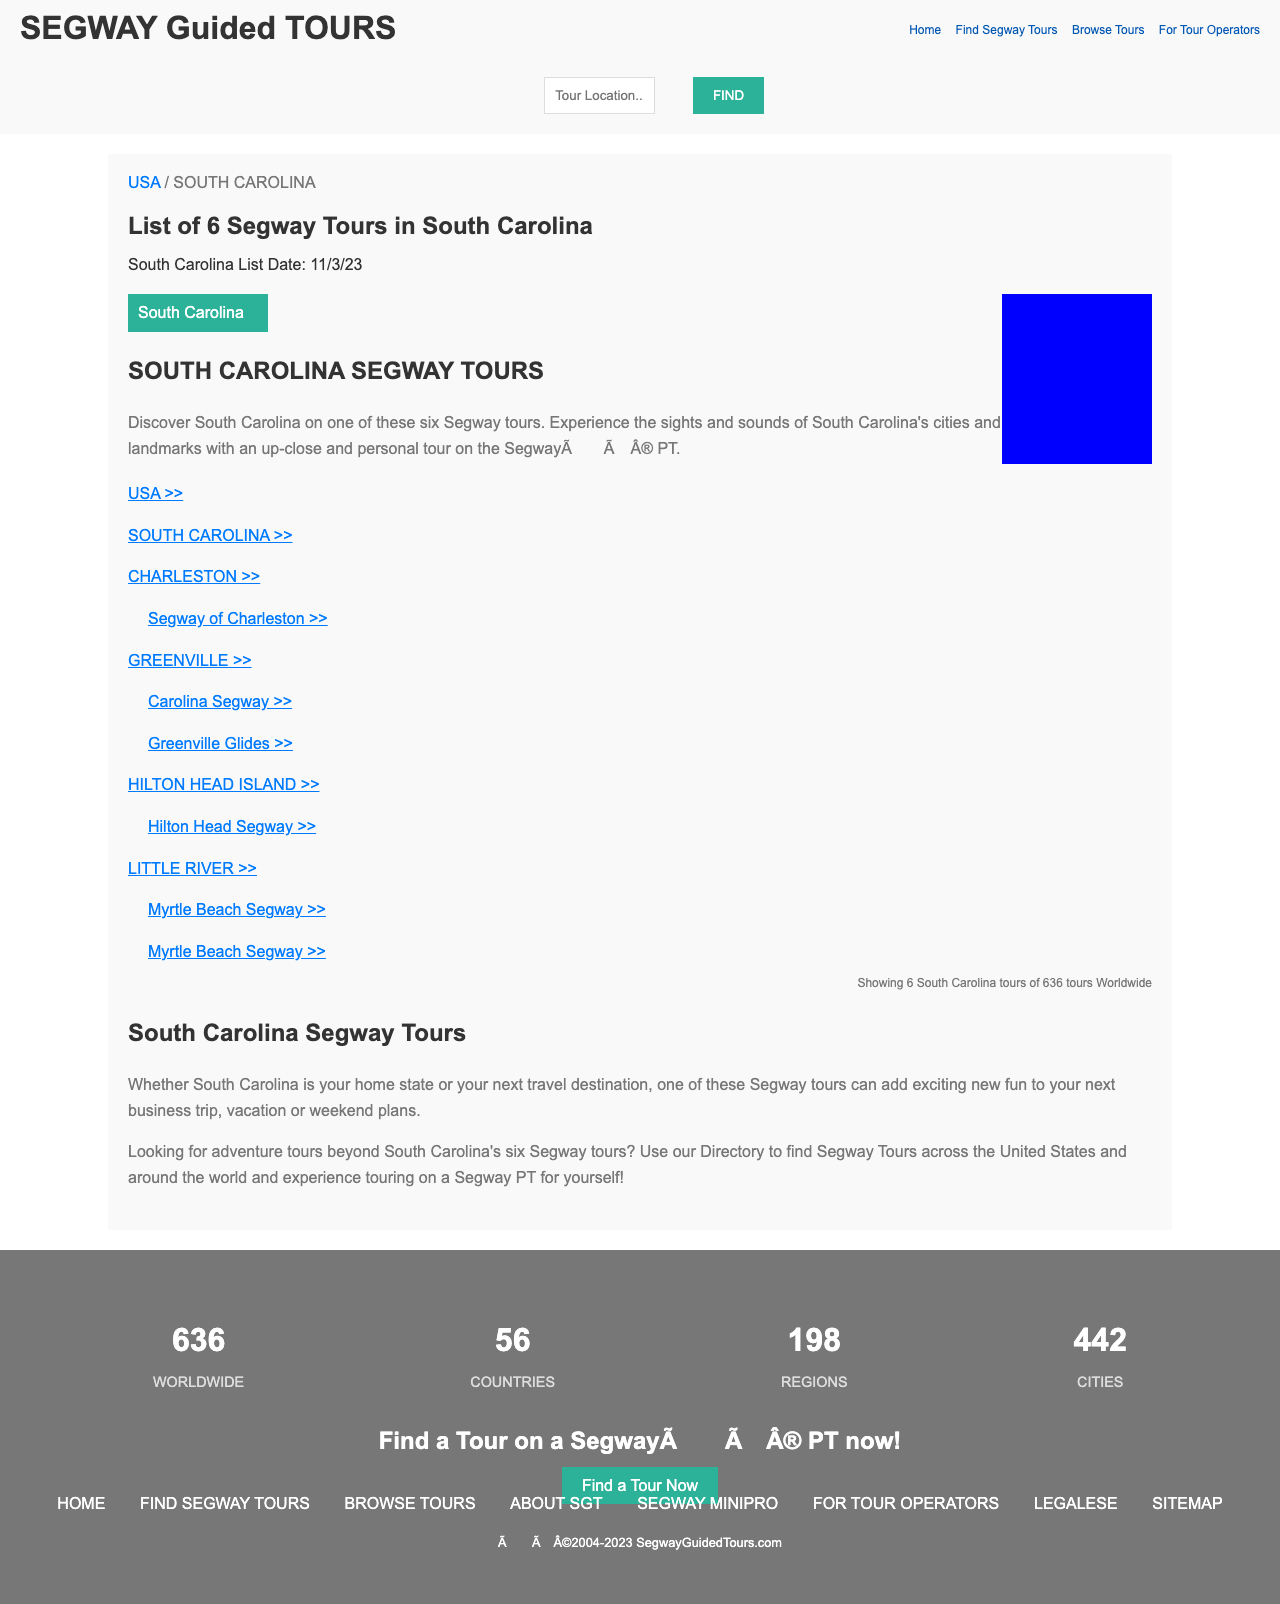 SEGWAY Guided TOURS
Home Find Segway Tours Browse Tours For Tour Operators
Tour Location.. FIND
USA / SOUTH CAROLINA
List of 6 Segway Tours in South Carolina
South Carolina List Date: 11/3/23
South Carolina
SOUTH CAROLINA SEGWAY TOURS
Discover South Carolina on one of these six Segway tours. Experience the sights and sounds of South Carolina's cities and
landmarks with an up-close and personal tour on the SegwayÃ Ã Â® PT.
USA >>
SOUTH CAROLINA >>
CHARLESTON >>
Segway of Charleston >>
GREENVILLE >>
Carolina Segway >>
Greenville Glides >>
HILTON HEAD ISLAND >>
Hilton Head Segway >>
LITTLE RIVER >>
Myrtle Beach Segway >>
Myrtle Beach Segway >>
Showing 6 South Carolina tours of 636 tours Worldwide
South Carolina Segway Tours
Whether South Carolina is your home state or your next travel destination, one of these Segway tours can add exciting new fun to your next
business trip, vacation or weekend plans.
Looking for adventure tours beyond South Carolina's six Segway tours? Use our Directory to find Segway Tours across the United States and
around the world and experience touring on a Segway PT for yourself!
636 56 198 442
WORLDWIDE COUNTRIES REGIONS CITIES
Find a Tour on a SegwayÃ Ã Â® PT now!
Find a Tour Now
HOME FIND SEGWAY TOURS BROWSE TOURS ABOUT SGT SEGWAY MINIPRO FOR TOUR OPERATORS LEGALESE SITEMAP
Ã Ã Â©2004-2023 SegwayGuidedTours.com